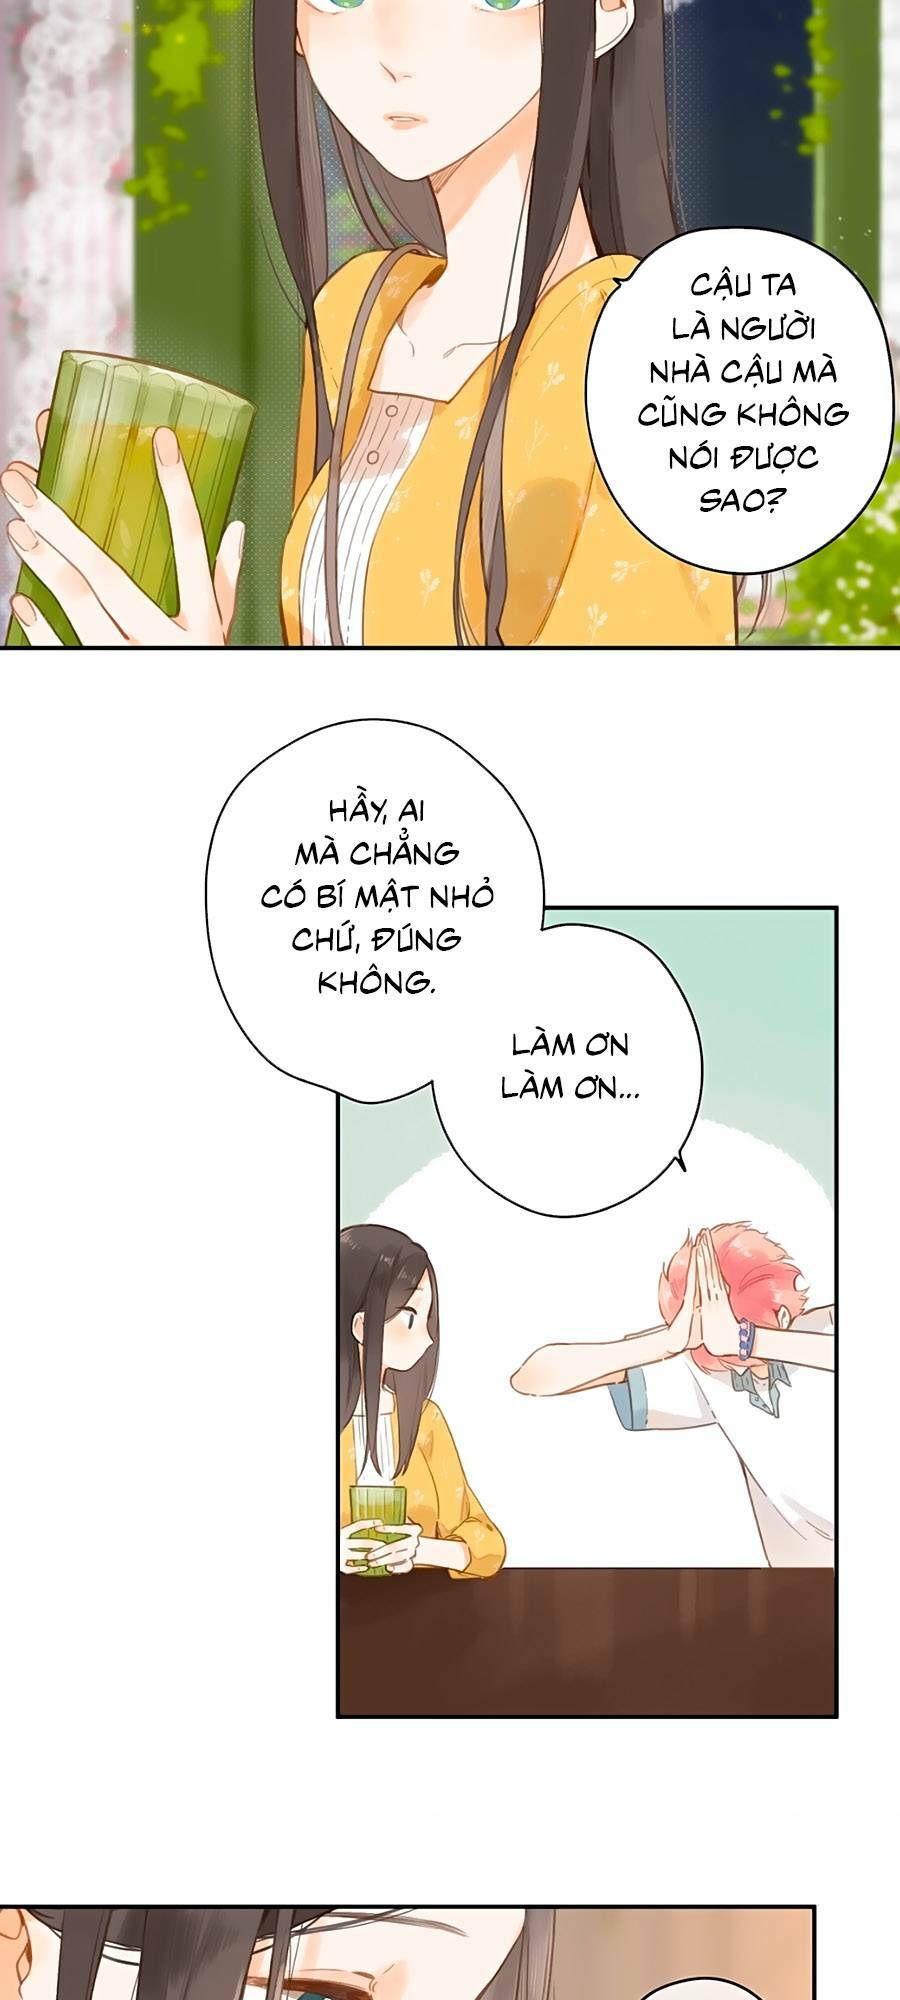 CẬU TA
LÀ NGƯỜI
NHÀ CẬU MÀ
CŨNG KHÔNG
NÓI ĐƯỢC
SAO?
HẦY, AI
MÀ CHẲNG
CÓ BÍ MẬT NHỎ
CHỨ, ĐÚNG
KHÔNG.
LÀM ƠN
LÀM ƠN...